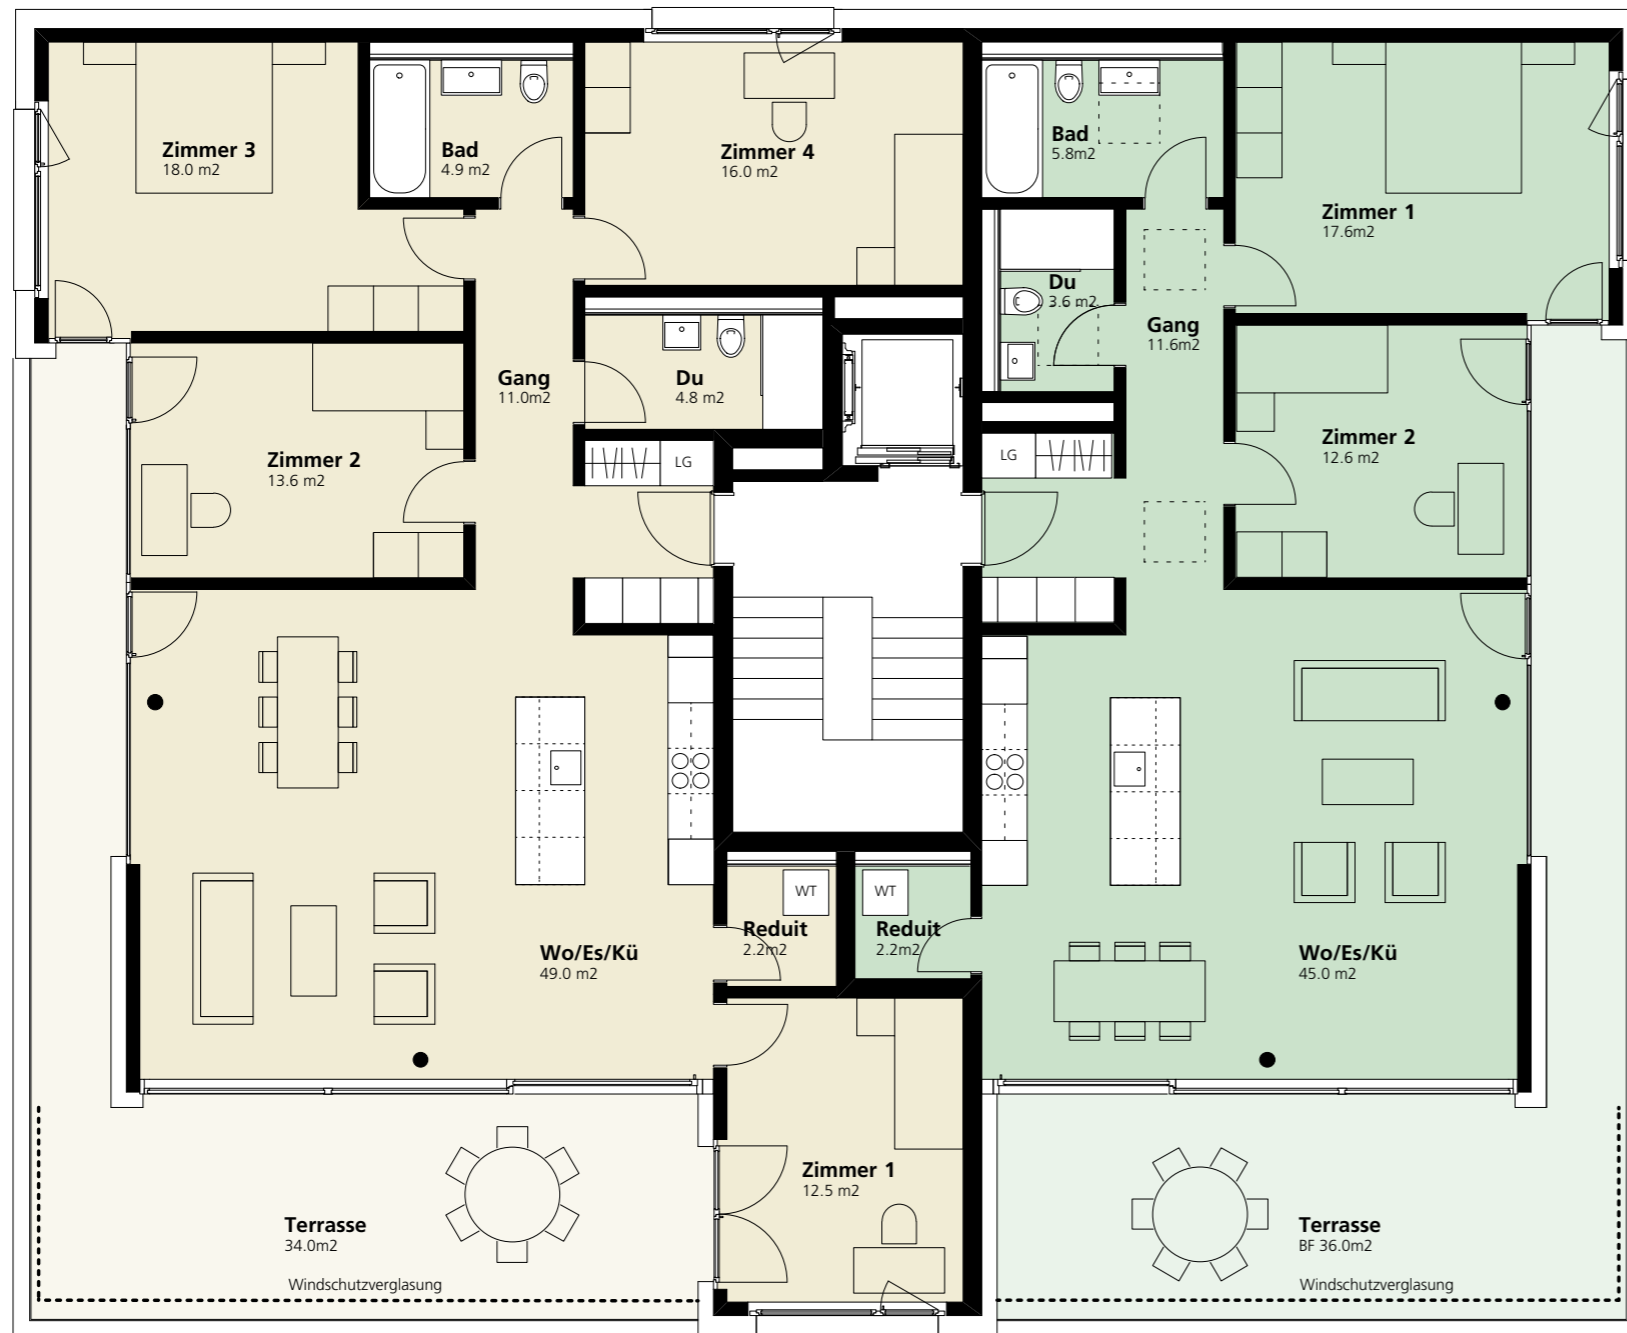 Zimmer 3
18.0 m2
Bad
4.9 m2
Zimmer 4
16.0 m2
Bad
5.8m2
Zimmer 1
17.6m2
Du
3.6 m2
Gang
11.6m2
Gang
11.0m2
Du
4.8 m2
Zimmer 2
13.6 m2
LG
LG
Zimmer 2
12.6 m2
WT
WT
Reduit
2.2m2
Reduit
2.2m2
Wo/Es/Kü
49.0 m2
Wo/Es/Kü
45.0 m2
Zimmer 1
12.5 m2
Terrasse
34.0m2
Windschutzverglasung
Terrasse
BF 36.0m2
Windschutzverglasung